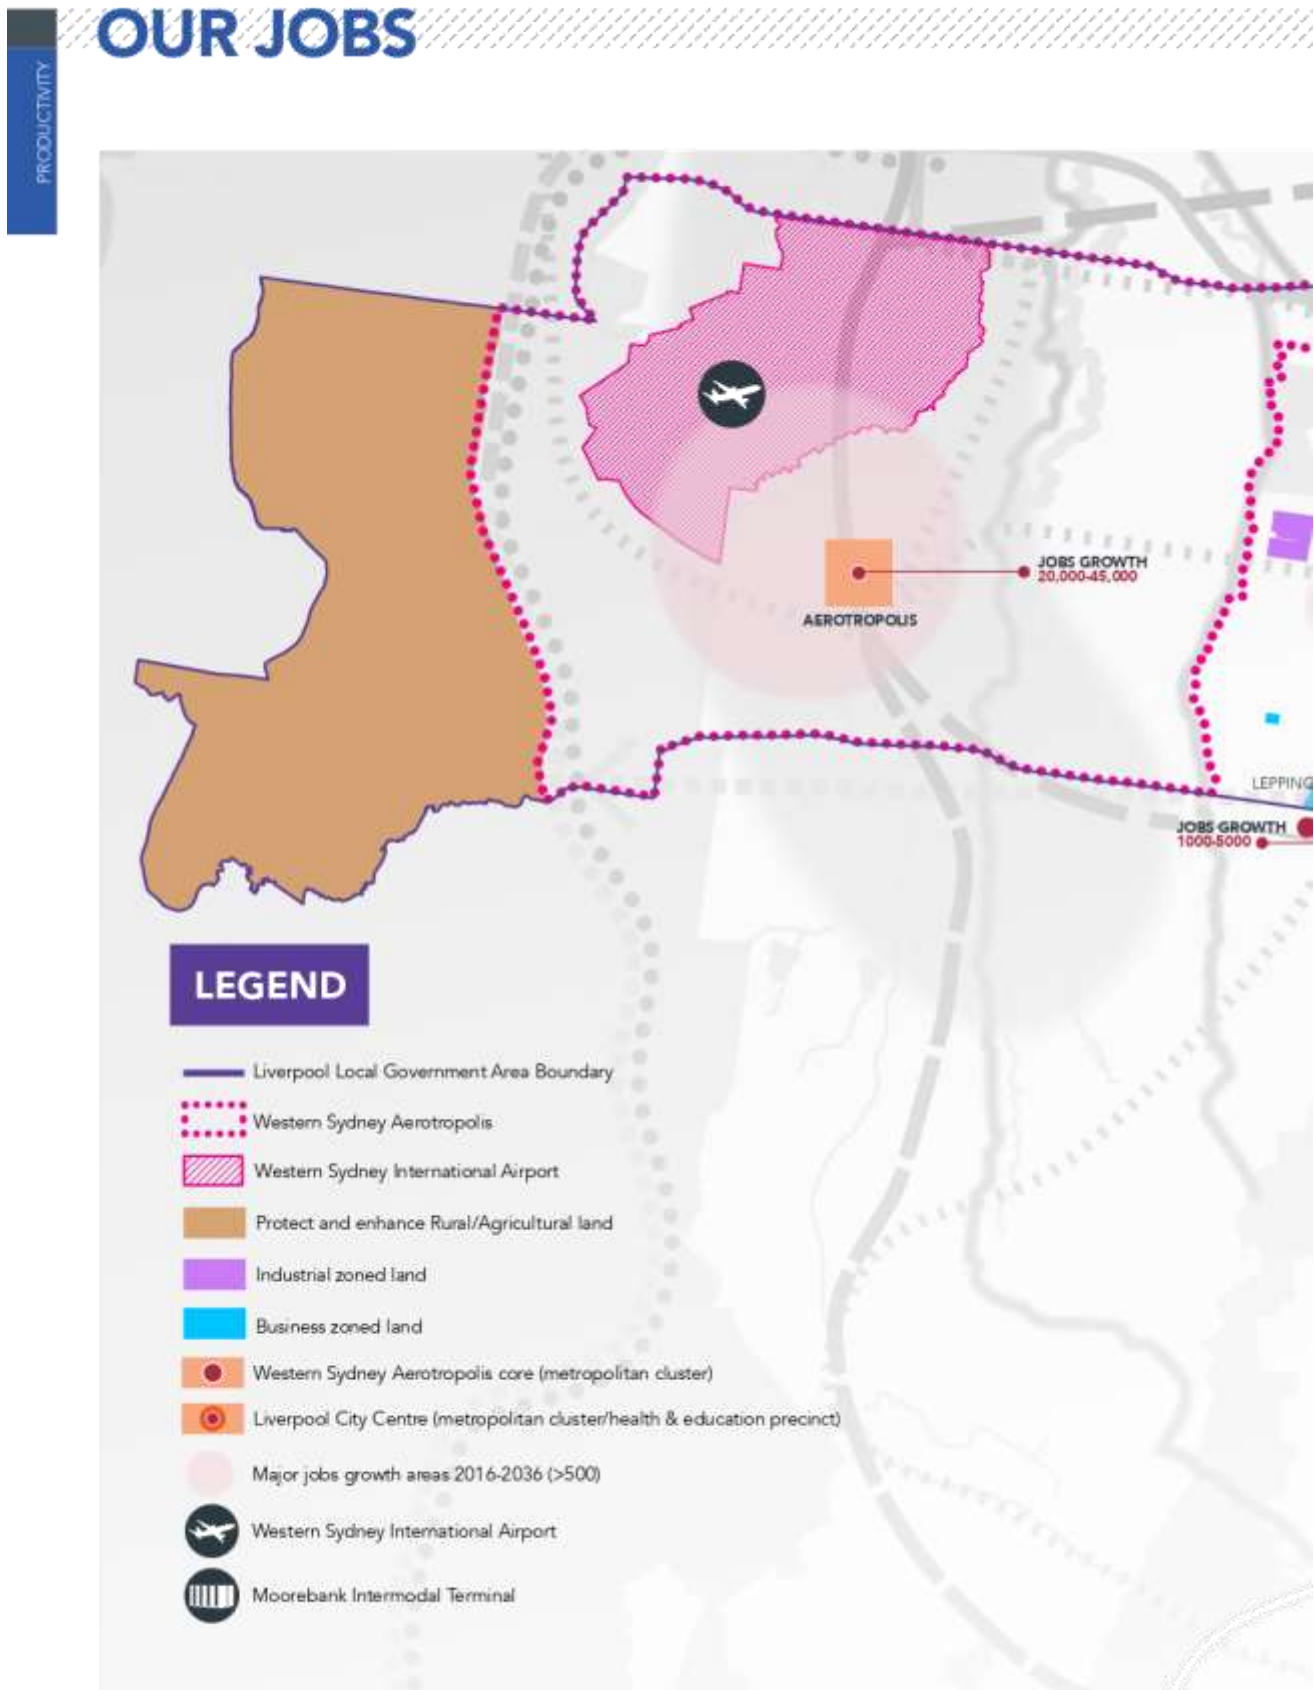 OUR JOBS
PRODUCTIVITY
JOBS GROWTH
20,000-45,000
AEROTROPOLIS
LEPPING
JOBS GROWTH
1000-5000
LEGEND
Liverpool Local Government Area Boundary
Western Sydney Aerotropolis
Western Sydney International Airport
Protect and enhance Rural/Agricultural land
Industrial zoned land
Business zoned land
Western Sydney Aerotropolis core (metropolitan cluster)
Liverpool City Centre (metropolitan cluster/health & education precinct)
Major jobs growth areas 2016-2036 (>500)
Western Sydney International Airport
Moorebank Intermodal Terminal